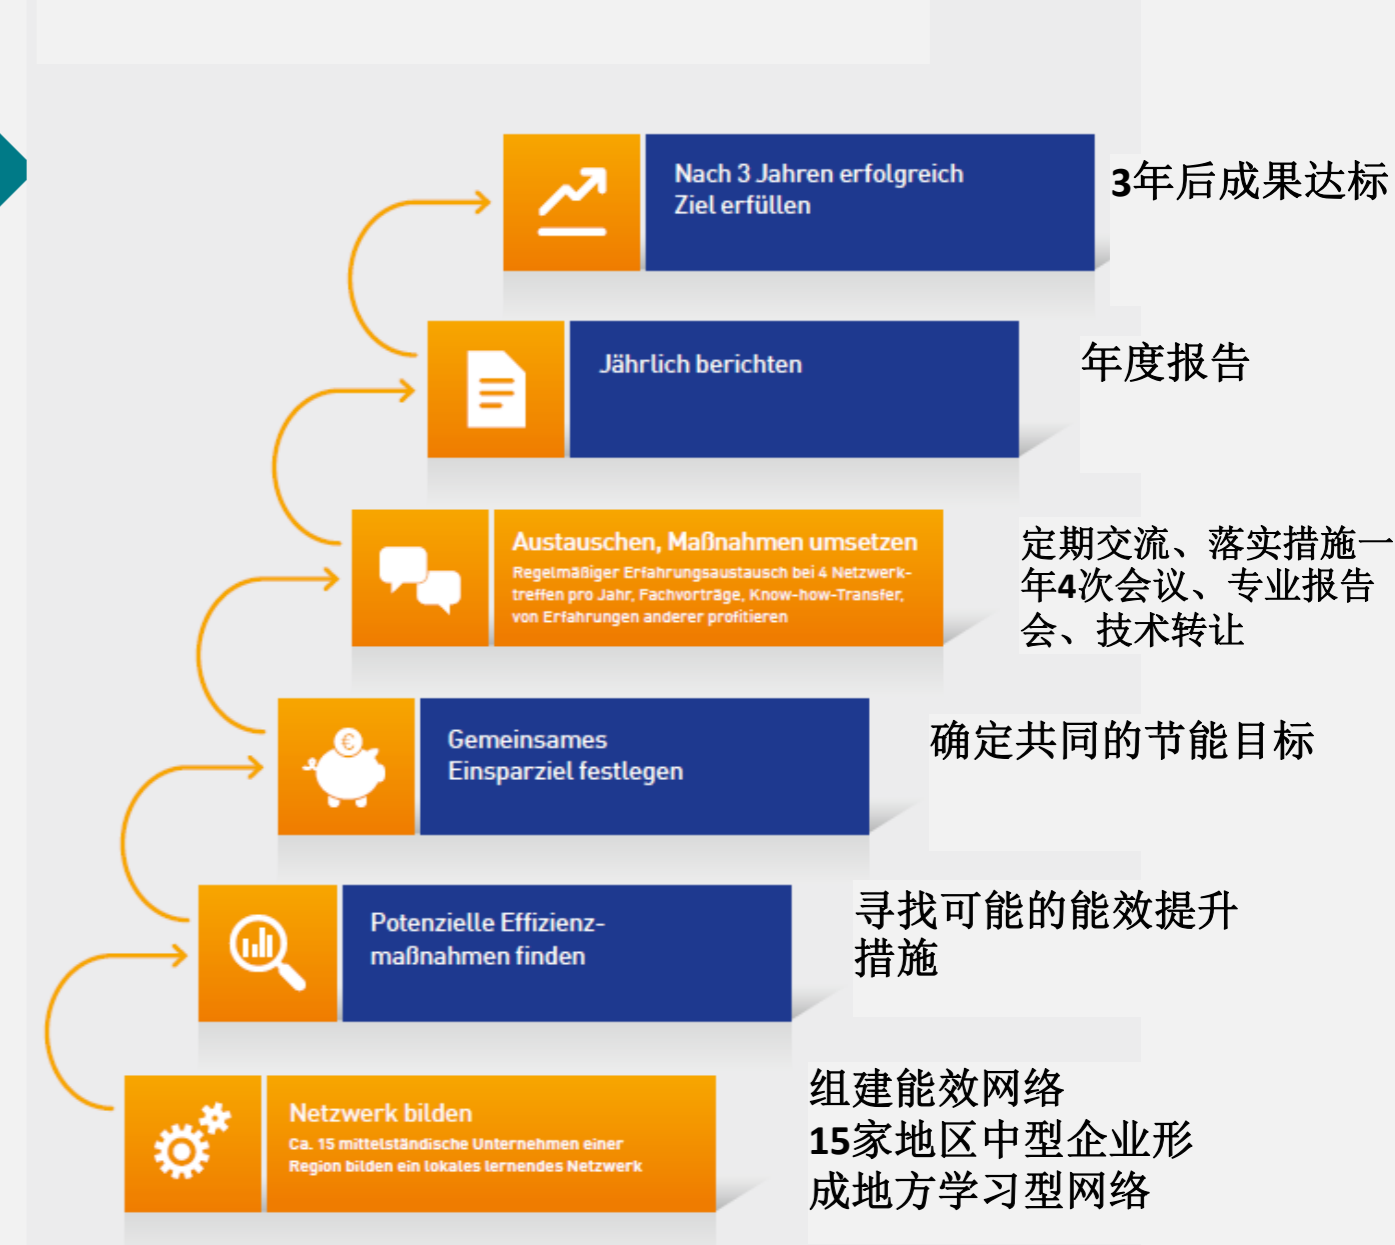 Nach 3 Jahren erfolgreich
Ziel erfüllen
3年后成果达标
Jährlich berichten
年度报告
Austauschen, Maßnahmen umsetzen
Regelmäßiger Erfahrungsaustausch bei 4 Netzwerk-
treffen pro Jahr, Fachvorträge, Know-how-Transfer,
von Erfahrungen anderer profitieren
定期交流、落实措施一
年4次会议、专业报告
会、技术转让
Gemeinsames
Einsparziel festlegen
€
确定共同的节能目标
Potenzielle Effizienz-
maßnahmen finden
寻找可能的能效提升
措施
Netzwerk bilden
Ca. 15 mittelständische Unternehmen einer
Region bilden ein lokales lernendes Netzwerk
组建能效网络
15家地区中型企业形
成地方学习型网络